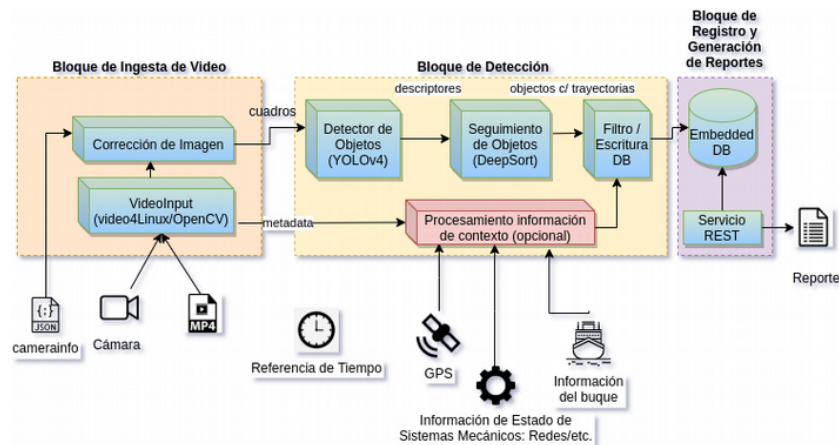 Bloque de Ingesta de Video
Bloque de Detección
Bloque de
Registro y
Generación
de Reportes
cuadros
descriptores
objectos c/ trayectorias
Corrección de Imagen
Detector de
Objetos
(YOLOv4)
Seguimiento
de Objetos
(DeepSort)
Filtro /
Escritura
DB
Embedded
DB
VideoInput
(video4Linux/OpenCV)
metadata
Procesamiento información
de contexto (opcional)
Servicio
REST
{;}
JSON
camerainfo
Cámara
MP4
Referencia de Tiempo
GPS
Información de Estado de
Sistemas Mecánicos: Redes/etc.
Información
del buque
Reporte